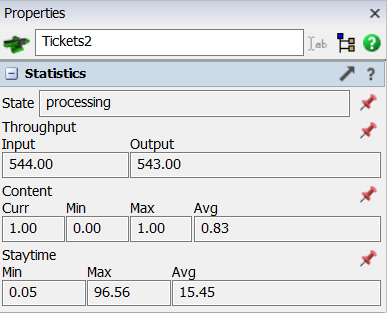 Properties
Tickets2
ab
?
Statistics
?
State processing
Throughput
Input Output
544.00 543.00
Content
Curr Min Max Avg
1.00 0.00 1.00 0.83
Staytime
Min Max Avg
0.05 96.56 15.45